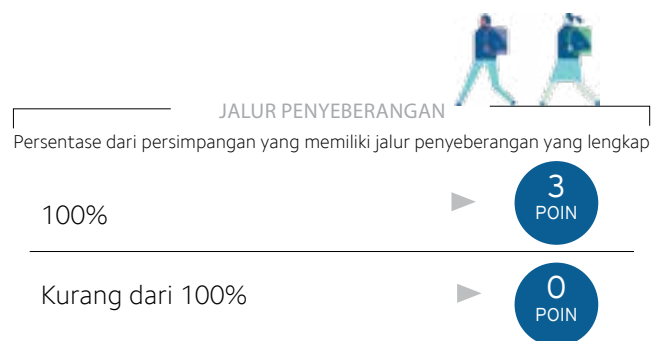 JALUR PENYEBERANGAN
Persentase dari persimpangan yang memiliki jalur penyeberangan yang lengkap
100%
3
POIN
Kurang dari 100%
0
POIN